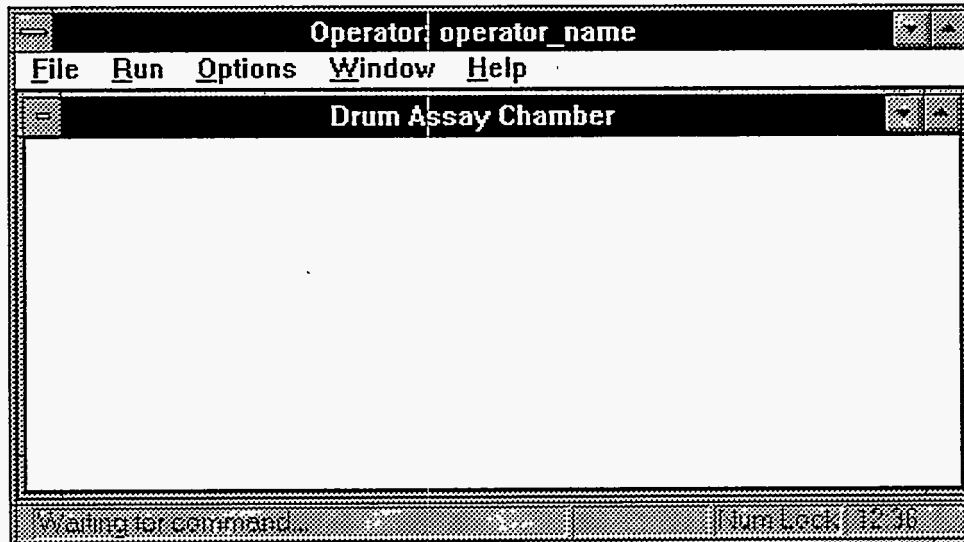 Operator: operator_name
File Run Options Window Help
Drum Assay Chamber
Waiting for command... Num Lock 12:36